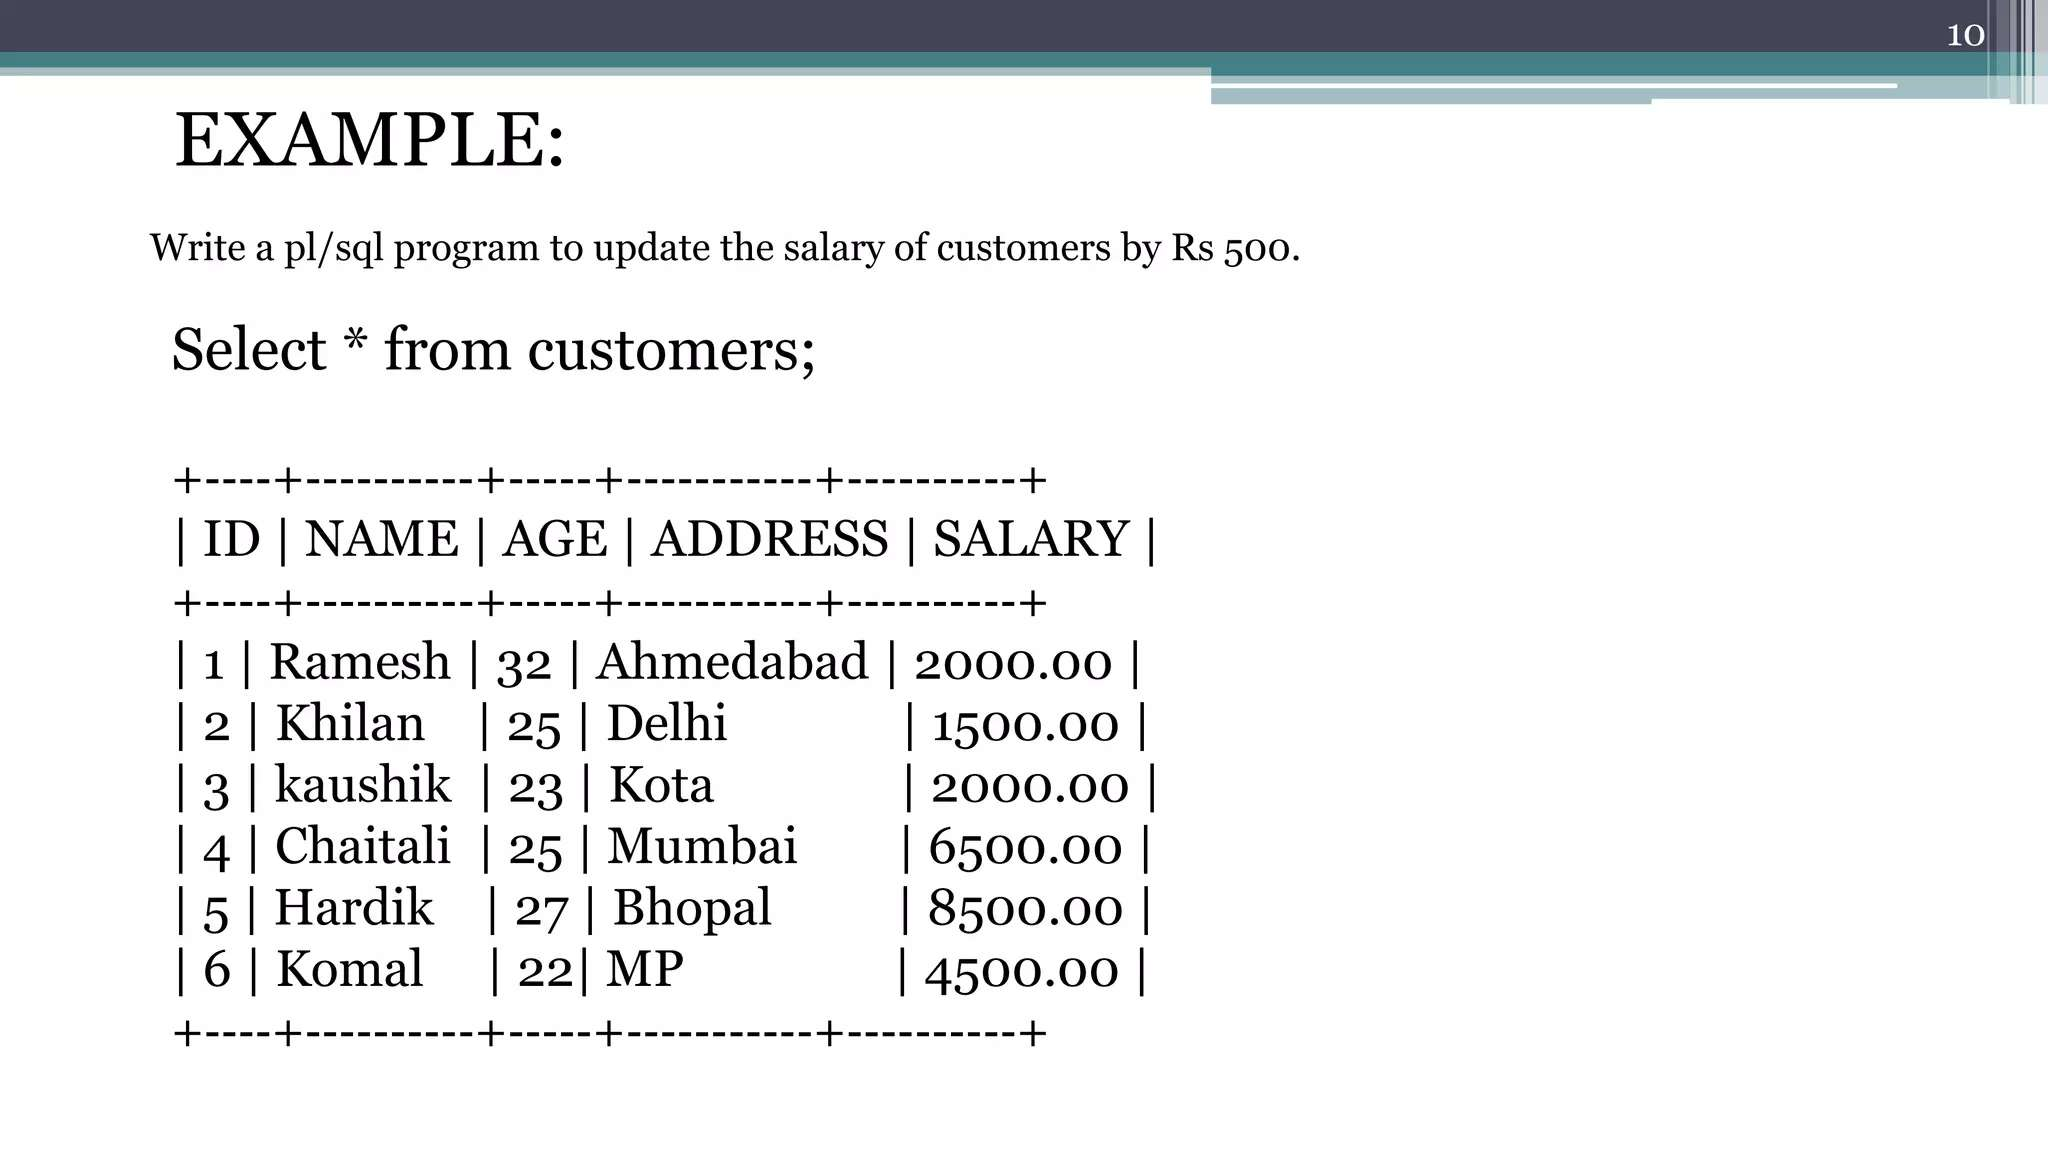 10
EXAMPLE:
Write a pl/sql program to update the salary of customers by Rs 500.
Select * from customers;
+----+----------+-----+-----------+----------+
| ID | NAME | AGE | ADDRESS | SALARY |
+----+----------+-----+-----------+----------+
| 1 | Ramesh | 32 | Ahmedabad | 2000.00 |
| 2 | Khilan | 25 | Delhi | 1500.00 |
| 3 | kaushik | 23 | Kota | 2000.00 |
| 4 | Chaitali | 25 | Mumbai | 6500.00 |
| 5 | Hardik | 27 | Bhopal | 8500.00 |
| 6 | Komal | 22| MP | 4500.00 |
+----+----------+-----+-----------+----------+